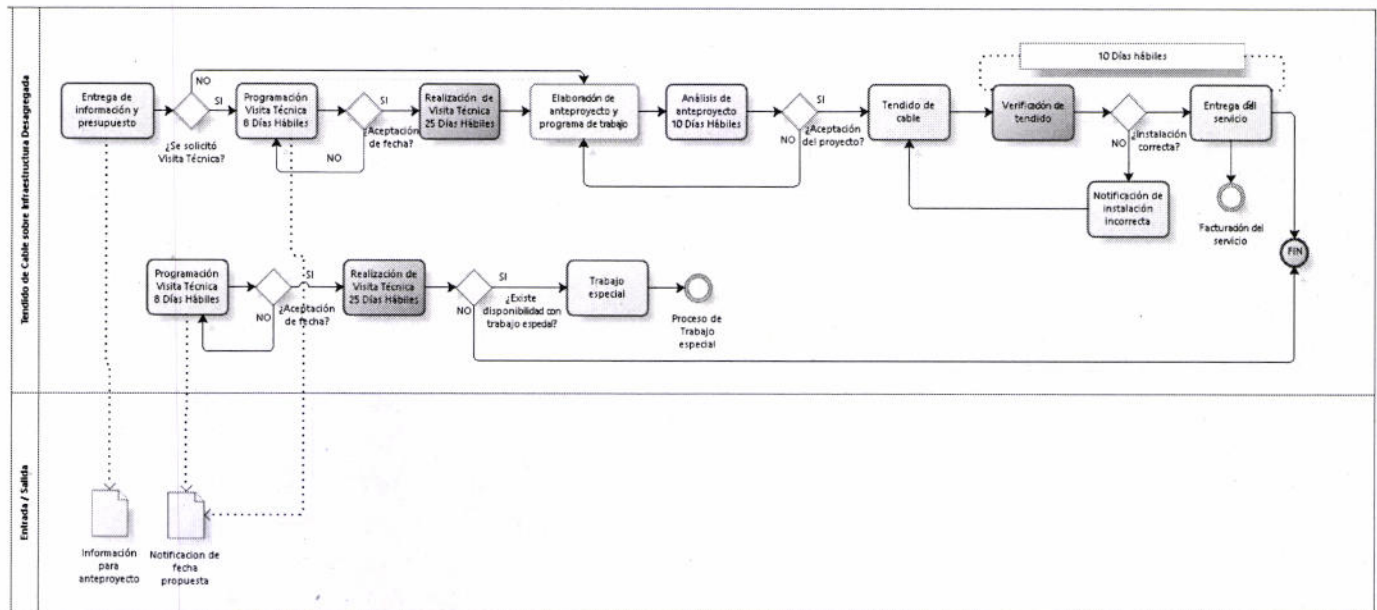 Tendido de Cable sobre Infraestructura Desagregada
10 Días hábiles
Entrega de
información y
presupuesto
NO
SI
¿Se solicitó
Visita Técnica?
Programación
Visita Técnica
8 Días Hábiles
SI
¿Aceptación
de fecha?
NO
Realización de
Visita Técnica
25 Días Hábiles
Elaboración de
anteproyecto y
programa de trabajo
Análisis de
anteproyecto
10 Días Hábiles
SI
¿Aceptación
del proyecto?
NO
Tendido de
cable
Verificación de
tendido
¿Instalación
correcta?
NO
Notificación de
instalación
Incorrecta
Entrega del
servicio
Facturación del
servicio
FIN
Programación
Visita Técnica
8 Días Hábiles
SI
¿Aceptación
de fecha?
NO
Realización de
Visita Técnica
25 Días Hábiles
SI
¿Existe
disponibilidad con
trabajo especial?
NO
Trabajo
especial
Proceso de
Trabajo
especial
Entrada / Salida
Información
para
anteproyecto
Notificacion de
fecha
propuesta